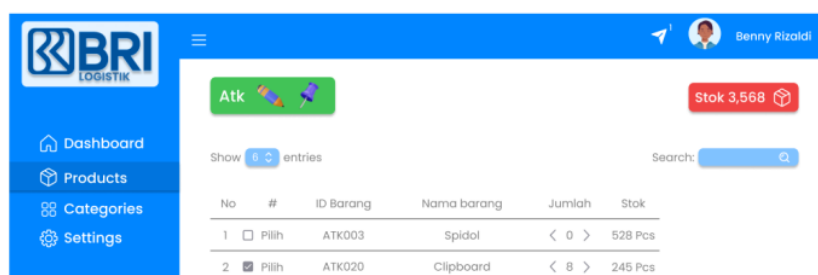 BRI
LOGISTIK
1
Benny Rizaldi
Atk
Stok 3,568
Dashboard
Products
Categories
Settings
Show 6 entries
Search:
No # ID Barang Nama barang Jumlah Stok
1 Pilih ATK003 Spidol < 0 > 528 Pcs
2 Pilih ATK020 Clipboard < 8 > 245 Pcs